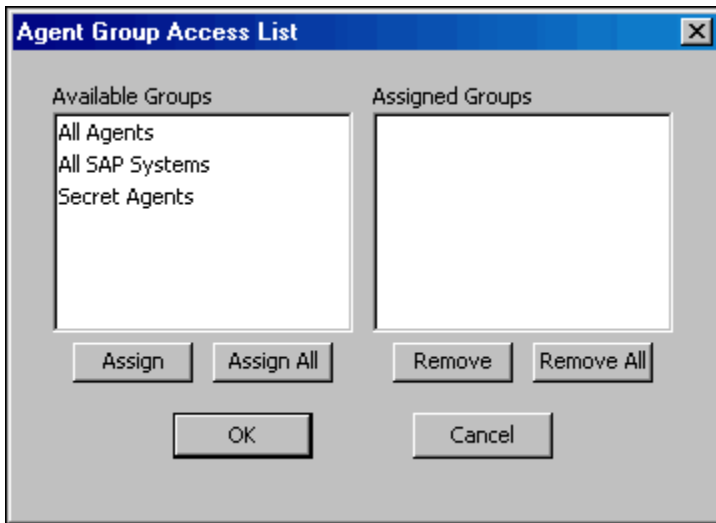 Agent Group Access List
Available Groups
Assigned Groups
All Agents
All SAP Systems
Secret Agents
Assign
Assign All
Remove
Remove All
OK
Cancel